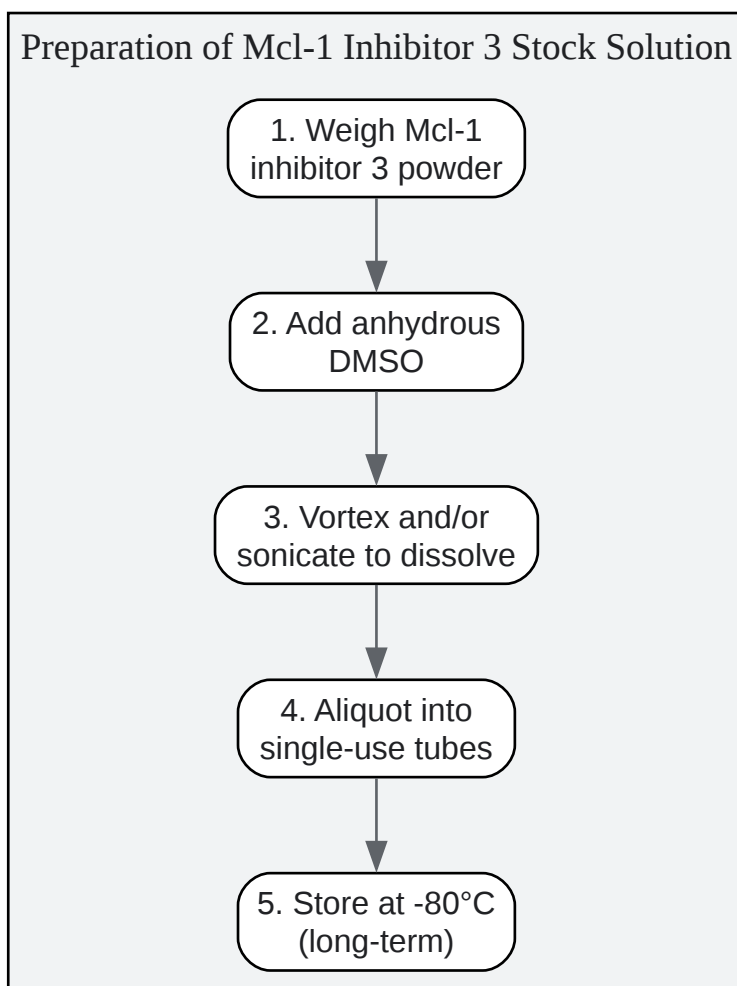 Preparation of Mcl-1 Inhibitor 3 Stock Solution
1. Weigh Mcl-1
inhibitor 3 powder
2. Add anhydrous
DMSO
3. Vortex and/or
sonicate to dissolve
4. Aliquot into
single-use tubes
5. Store at -80°C
(long-term)